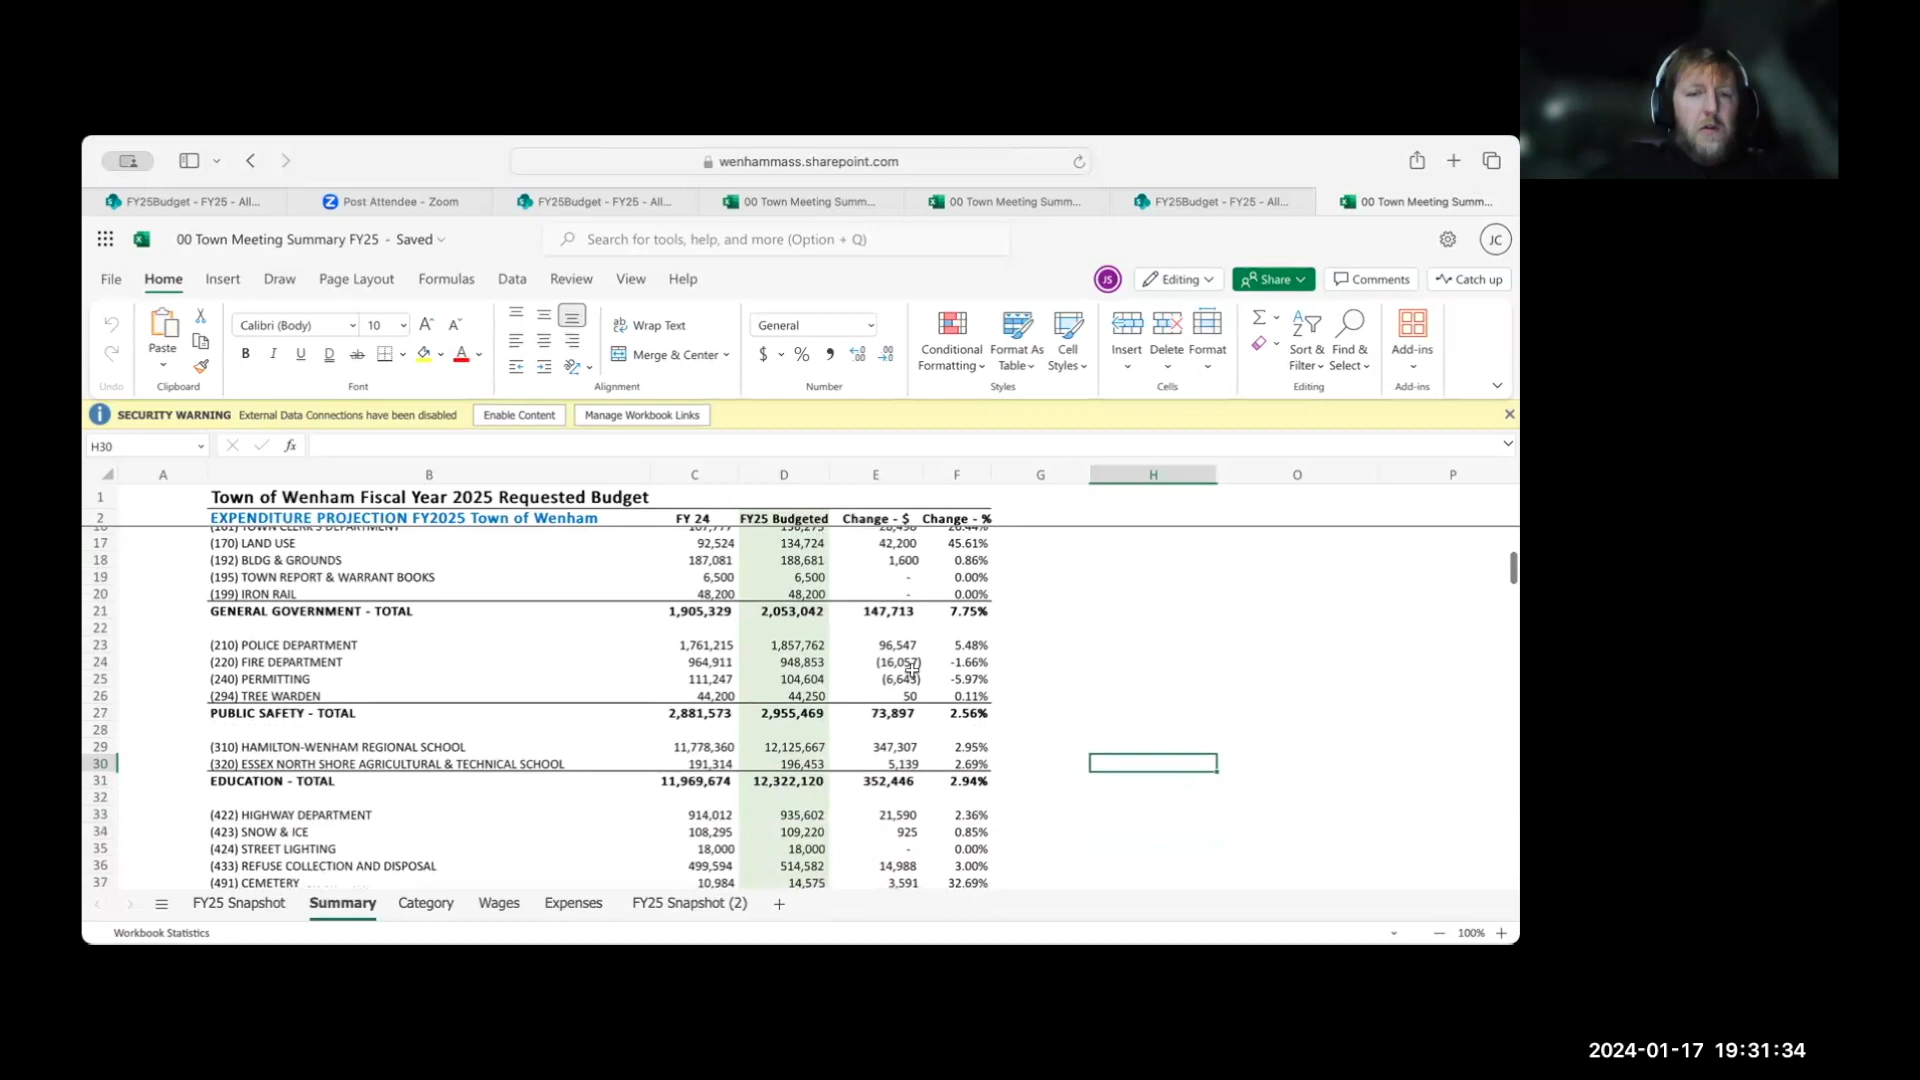 wenhammass.sharepoint.com
FY25Budget - FY25 - All...
Post Attendee - Zoom
FY25Budget - FY25 - All...
00 Town Meeting Summ...
00 Town Meeting Summ...
FY25Budget - FY25 - All...
00 Town Meeting Summ...
00 Town Meeting Summary FY25 - Saved
Search for tools, help, and more (Option + Q)
JC
File Home Insert Draw Page Layout Formulas Data Review View Help
JS Editing Share Comments Catch up
Paste
Undo
Clipboard
Calibri (Body) 10
B I U D ab
Font
Wrap Text
Merge & Center
Alignment
General
$ %
Number
Conditional Formatting
Format As Table
Cell Styles
Styles
Insert Delete Format
Cells
Sort & Filter
Find & Select
Editing
Add-ins
Add-ins
SECURITY WARNING External Data Connections have been disabled Enable Content Manage Workbook Links
H30 fx
A B C D E F G H O P
1 Town of Wenham Fiscal Year 2025 Requested Budget
2 EXPENDITURE PROJECTION FY2025 Town of Wenham FY 24 FY25 Budgeted Change - $ Change - %
17 (170) LAND USE 92,524 134,724 42,200 45.61%
18 (192) BLDG & GROUNDS 187,081 188,681 1,600 0.86%
19 (195) TOWN REPORT & WARRANT BOOKS 6,500 6,500 - 0.00%
20 (199) IRON RAIL 48,200 48,200 - 0.00%
21 GENERAL GOVERNMENT - TOTAL 1,905,329 2,053,042 147,713 7.75%
22
23 (210) POLICE DEPARTMENT 1,761,215 1,857,762 96,547 5.48%
24 (220) FIRE DEPARTMENT 964,911 948,853 (16,057) -1.66%
25 (240) PERMITTING 111,247 104,604 (6,643) -5.97%
26 (294) TREE WARDEN 44,200 44,250 50 0.11%
27 PUBLIC SAFETY - TOTAL 2,881,573 2,955,469 73,897 2.56%
28
29 (310) HAMILTON-WENHAM REGIONAL SCHOOL 11,778,360 12,125,667 347,307 2.95%
30 (320) ESSEX NORTH SHORE AGRICULTURAL & TECHNICAL SCHOOL 191,314 196,453 5,139 2.69%
31 EDUCATION - TOTAL 11,969,674 12,322,120 352,446 2.94%
32
33 (422) HIGHWAY DEPARTMENT 914,012 935,602 21,590 2.36%
34 (423) SNOW & ICE 108,295 109,220 925 0.85%
35 (424) STREET LIGHTING 18,000 18,000 - 0.00%
36 (433) REFUSE COLLECTION AND DISPOSAL 499,594 514,582 14,988 3.00%
37 (491) CEMETERY 10,984 14,575 3,591 32.69%
FY25 Snapshot Summary Category Wages Expenses FY25 Snapshot (2)
Workbook Statistics 100%
2024-01-17 19:31:34